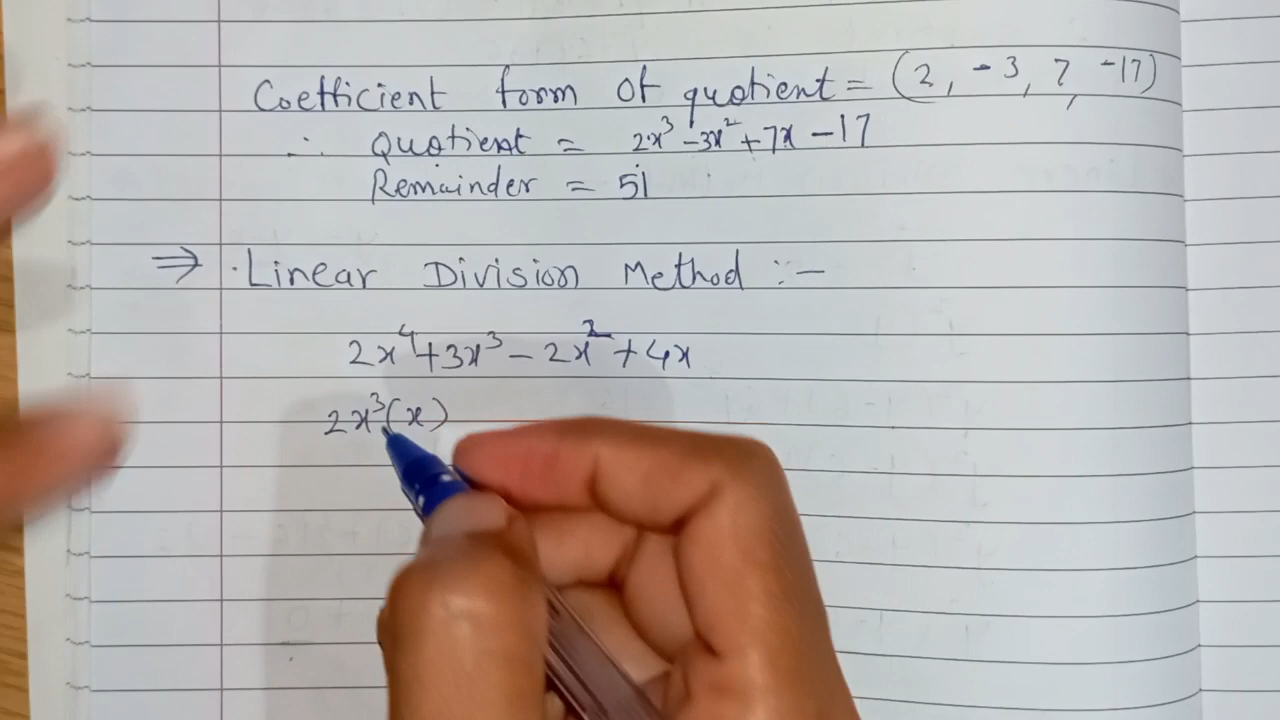 Coefficient form of quotient = (2, -3, 7, -17)
∴ Quotient = 2x³ -3x² +7x -17
Remainder = 51
⇒ Linear Division Method :-
2x⁴+3x³-2x²+4x
2x³(x)